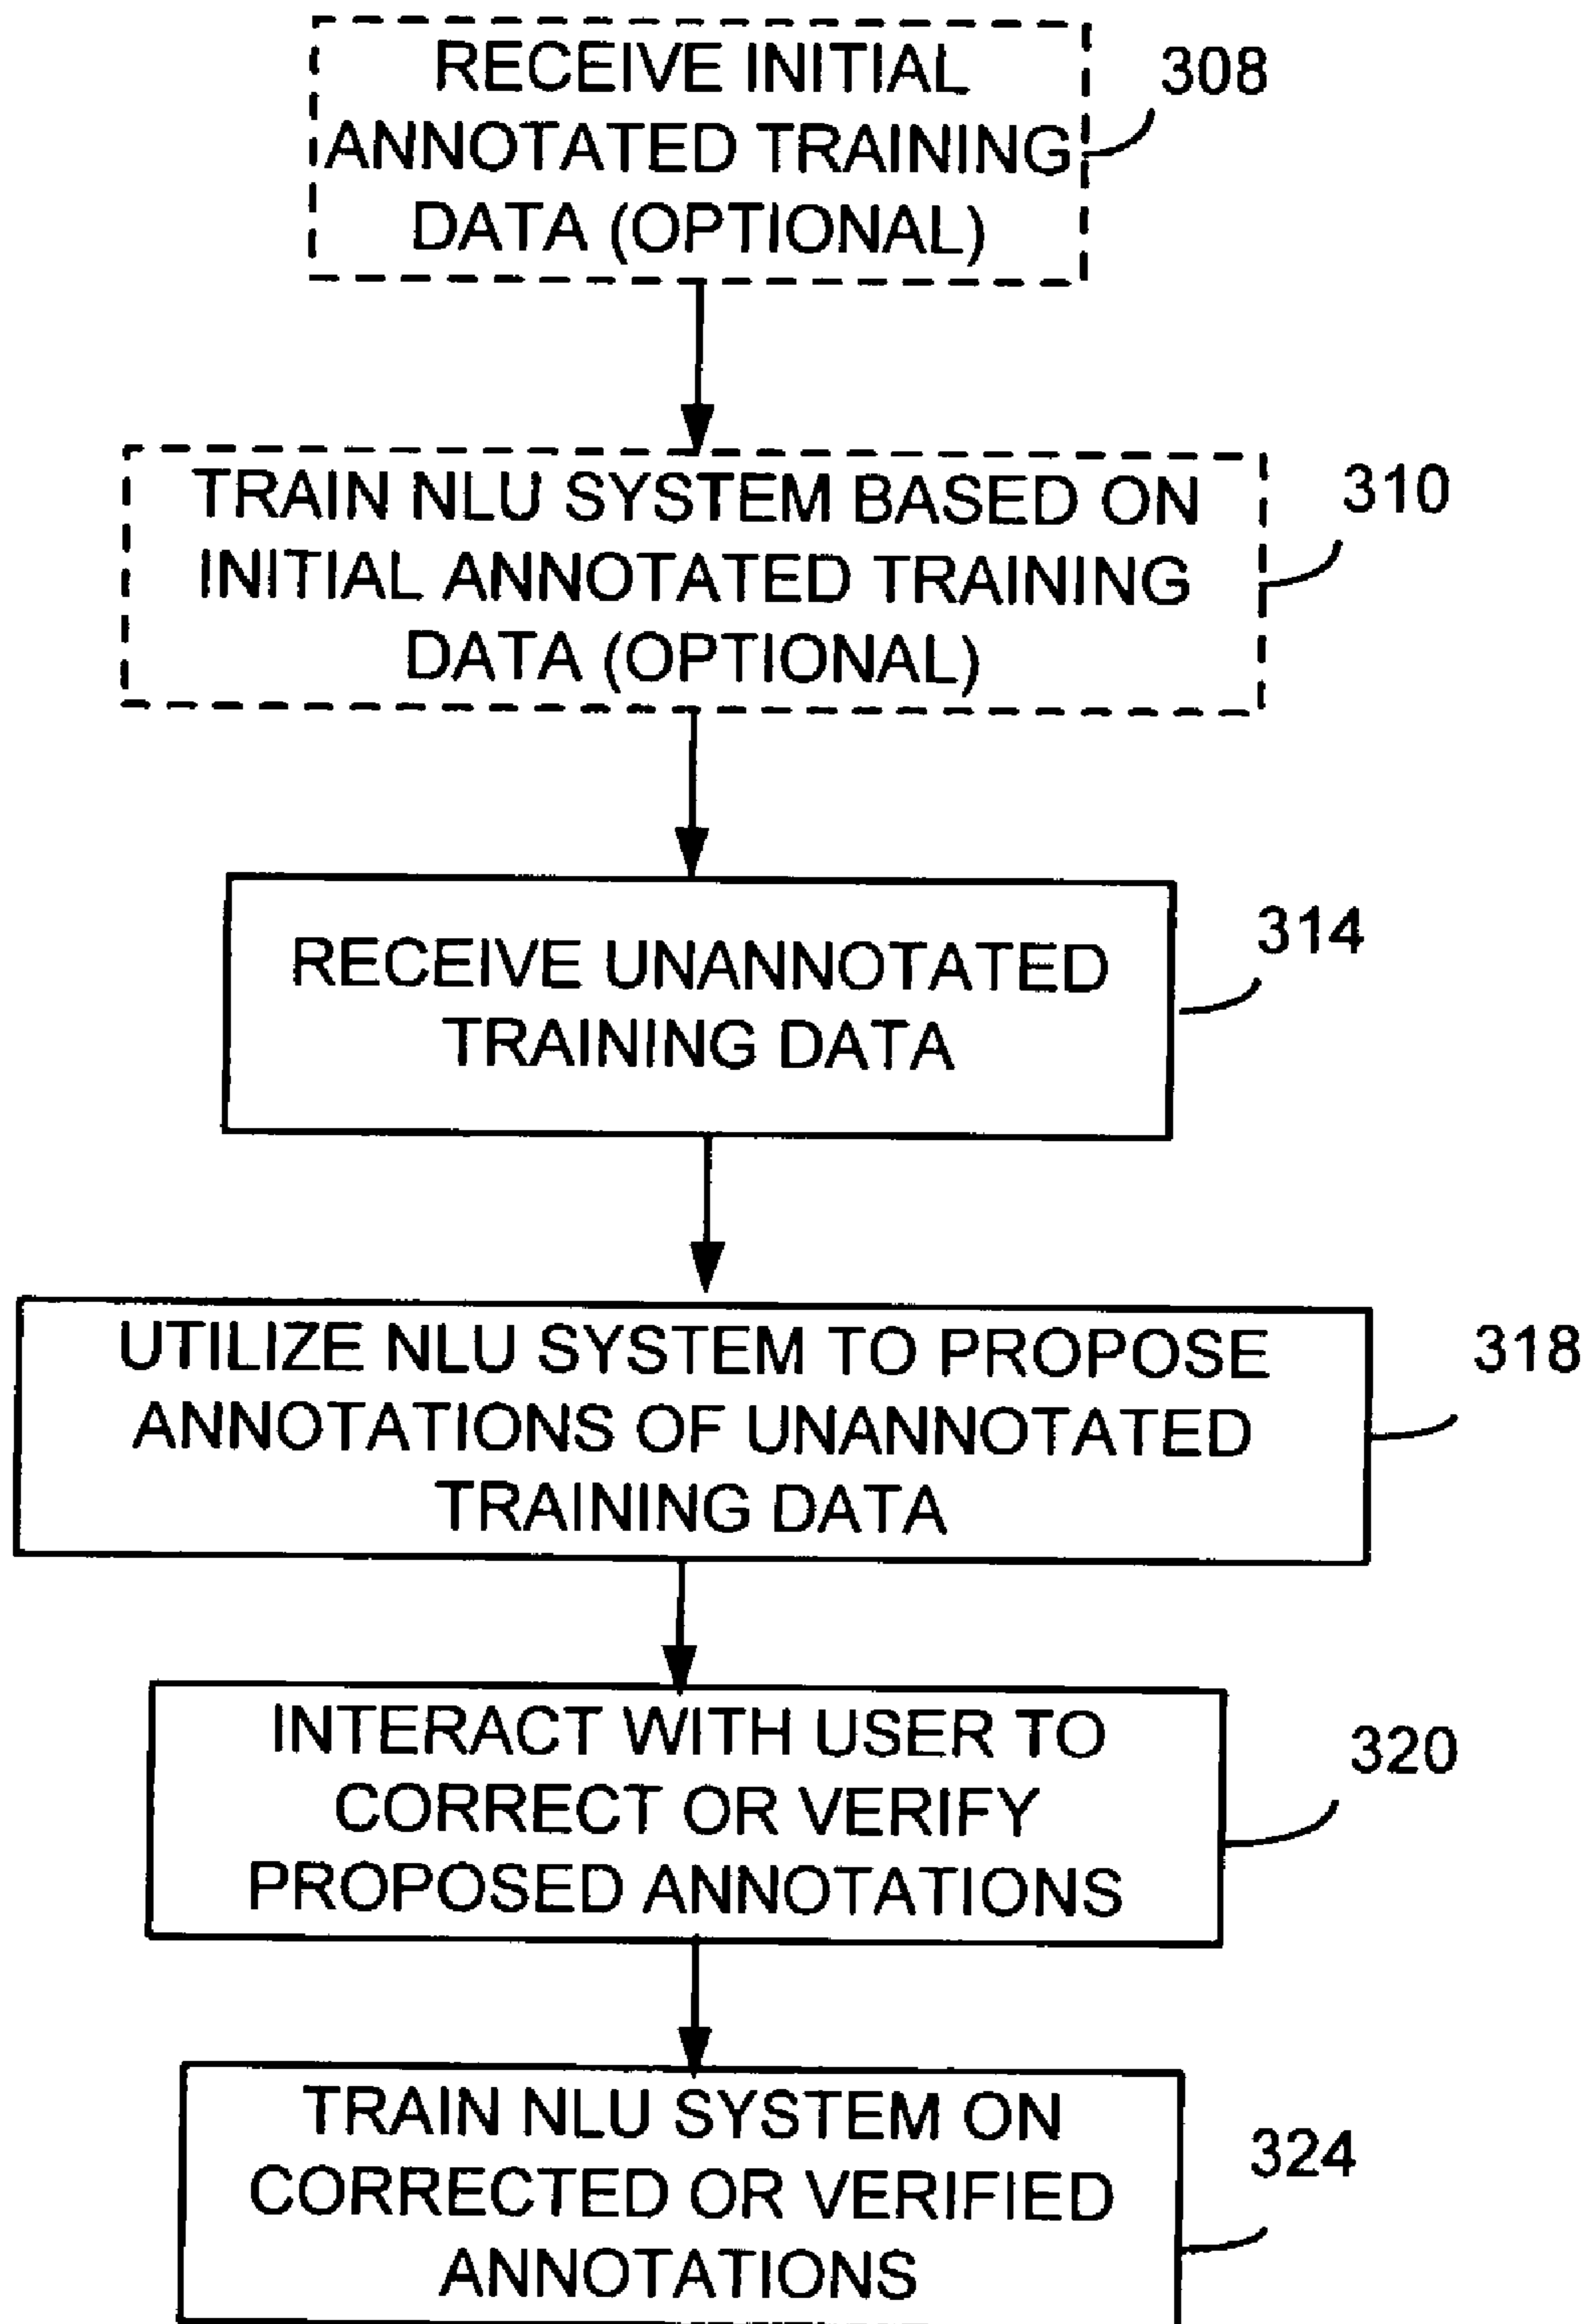 RECEIVE INITIAL
ANNOTATED TRAINING
DATA (OPTIONAL)
308
TRAIN NLU SYSTEM BASED ON
INITIAL ANNOTATED TRAINING
DATA (OPTIONAL)
310
RECEIVE UNANNOTATED
TRAINING DATA
314
UTILIZE NLU SYSTEM TO PROPOSE
ANNOTATIONS OF UNANNOTATED
TRAINING DATA
318
INTERACT WITH USER TO
CORRECT OR VERIFY
PROPOSED ANNOTATIONS
320
TRAIN NLU SYSTEM ON
CORRECTED OR VERIFIED
ANNOTATIONS
324